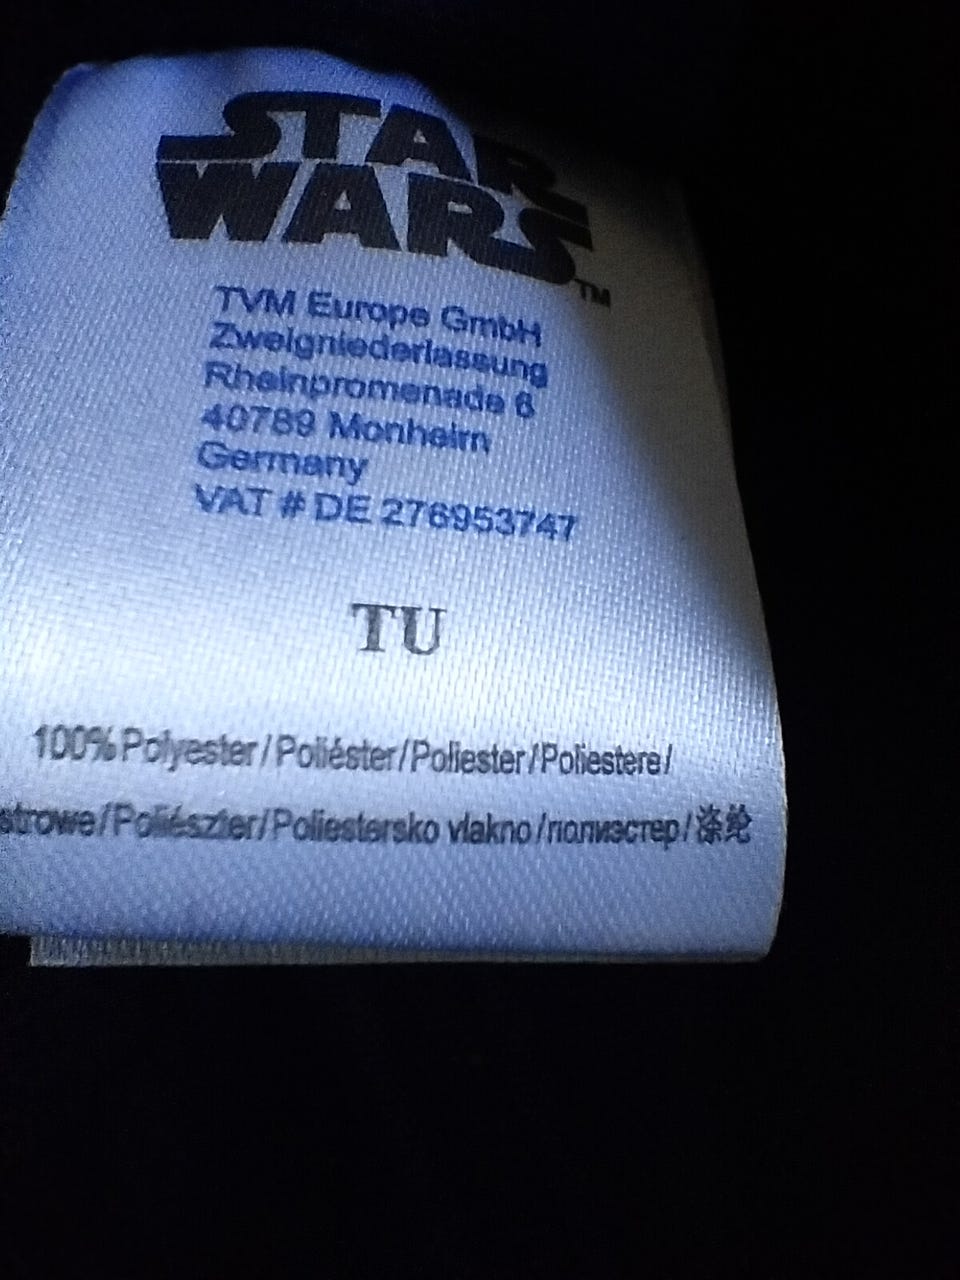 STAR
WARS
TM
TVM Europe GmbH
Zweigniederlassung
Rheinpromenade 6
40789 Monheim
Germany
VAT # DE 276953747
TU
100% Polyester / Poliéster / Poliester / Poliestere /
strowe / Poliészter / Poliestersko vlakno / полиэстер / 涤纶